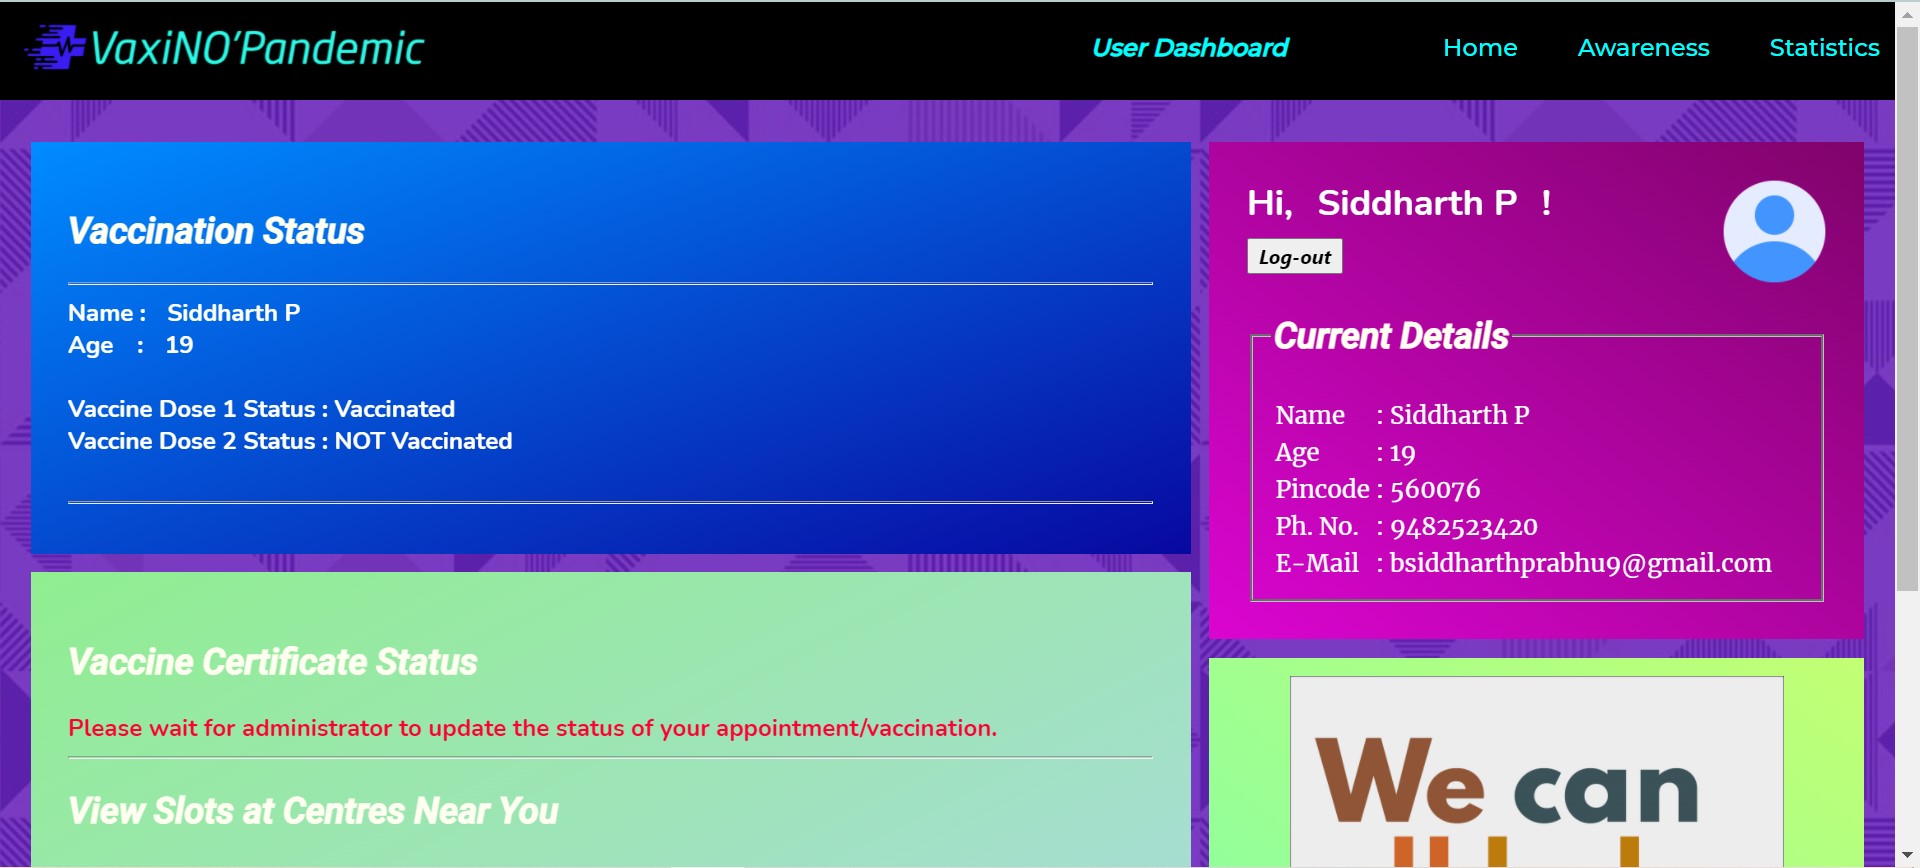 VaxiNO'Pandemic
User Dashboard
Home
Awareness
Statistics
Vaccination Status
Name : Siddharth P
Age : 19
Vaccine Dose 1 Status : Vaccinated
Vaccine Dose 2 Status : NOT Vaccinated
Vaccine Certificate Status
Please wait for administrator to update the status of your appointment/vaccination.
View Slots at Centres Near You
Hi, Siddharth P !
Log-out
Current Details
Name : Siddharth P
Age : 19
Pincode : 560076
Ph. No. : 9482523420
E-Mail : bsiddharthprabhu9@gmail.com
We can